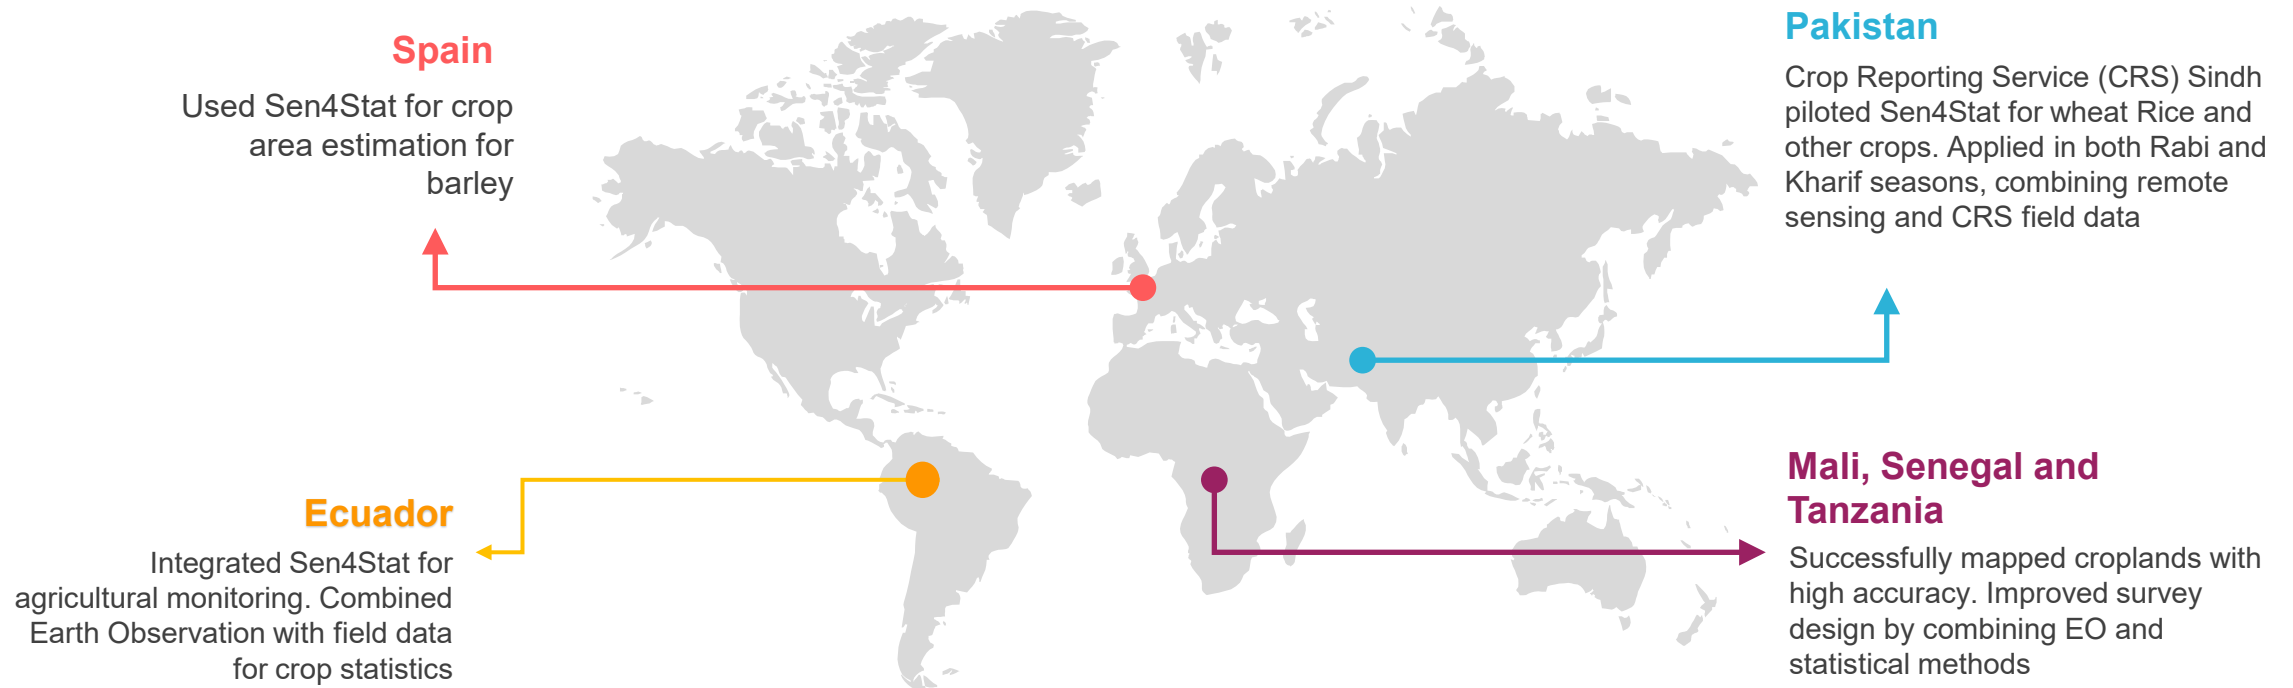 Spain
Used Sen4Stat for crop
area estimation for
barley
Pakistan
Crop Reporting Service (CRS) Sindh
piloted Sen4Stat for wheat Rice and
other crops. Applied in both Rabi and
Kharif seasons, combining remote
sensing and CRS field data
Ecuador
Integrated Sen4Stat for
agricultural monitoring. Combined
Earth Observation with field data
for crop statistics
Mali, Senegal and
Tanzania
Successfully mapped croplands with
high accuracy. Improved survey
design by combining EO and
statistical methods